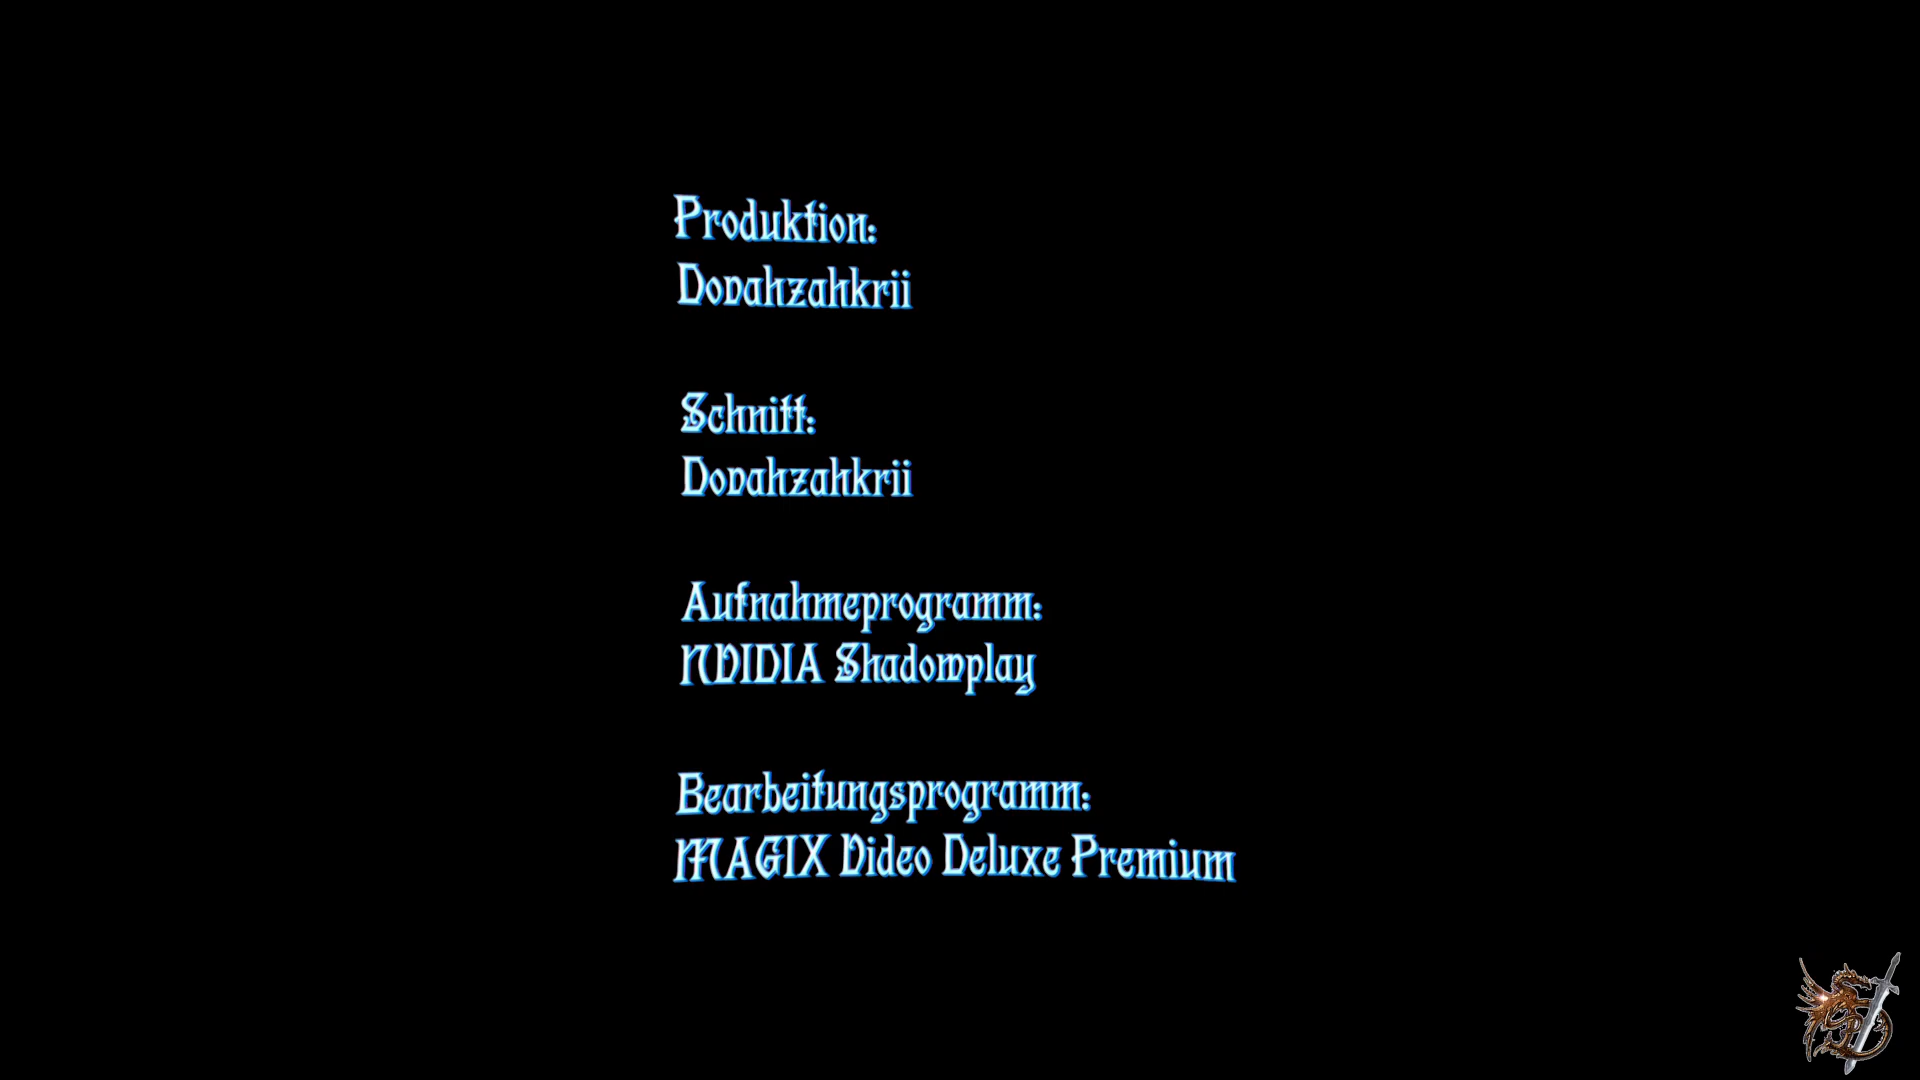 Produktion:
Dovahzahkrii
Schnitt:
Dovahzahkrii
Aufnahmeprogramm:
NVIDIA Shadowplay
Bearbeitungsprogramm:
MAGIX Video Deluxe Premium